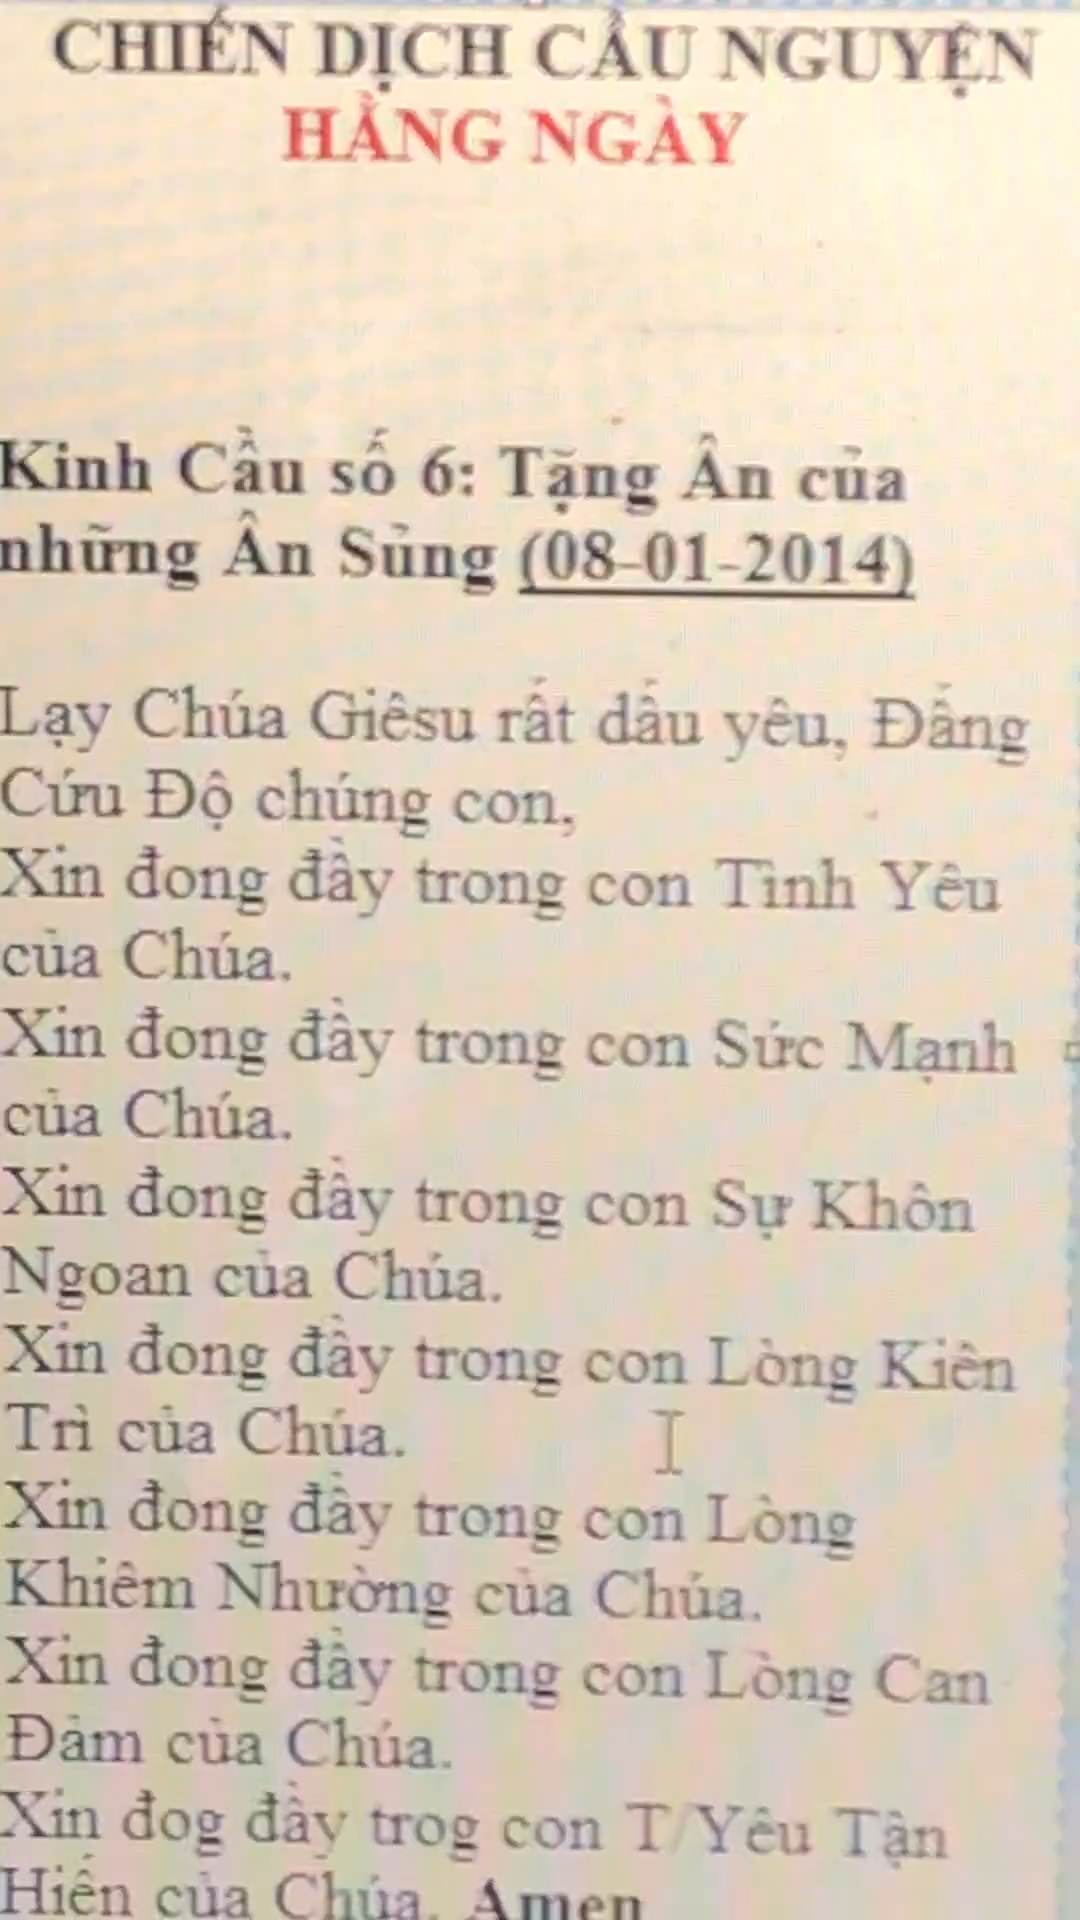 CHIẾN DỊCH CẦU NGUYỆN
HẰNG NGÀY
Kinh Cầu số 6: Tặng Ân của
những Ân Sủng (08-01-2014)
Lạy Chúa Giêsu rất dấu yêu, Đấng
Cứu Độ chúng con,
Xin đong đầy trong con Tình Yêu
của Chúa.
Xin đong đầy trong con Sức Mạnh
của Chúa.
Xin đong đầy trong con Sự Khôn
Ngoan của Chúa.
Xin đong đầy trong con Lòng Kiên
Trì của Chúa.
Xin đong đầy trong con Lòng
Khiêm Nhường của Chúa.
Xin đong đầy trong con Lòng Can
Đảm của Chúa.
Xin đog đầy trog con T/Yêu Tận
Hiến của Chúa. Amen